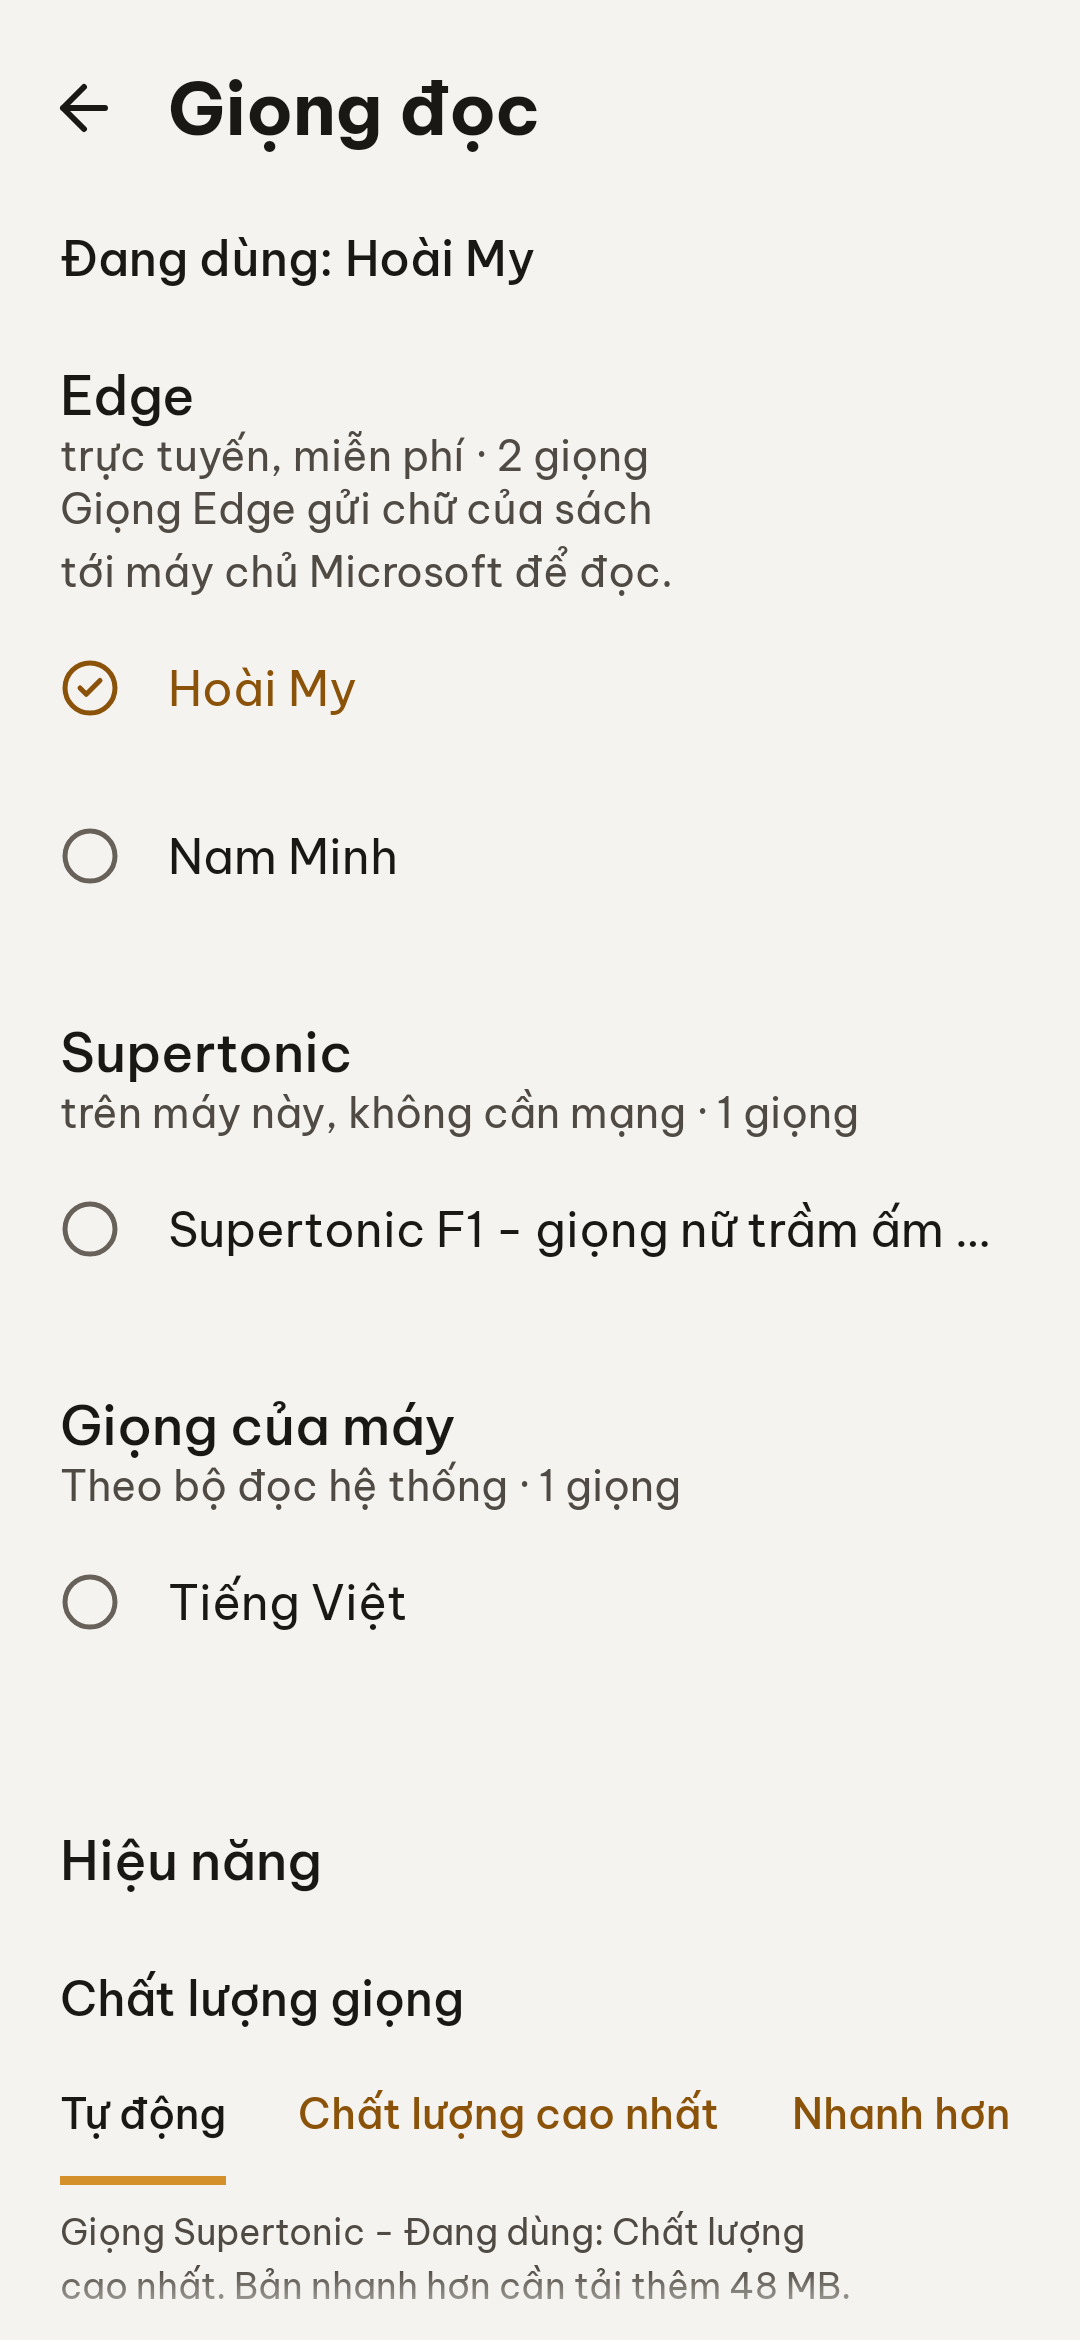 Giọng đọc
Đang dùng: Hoài My
Edge
trực tuyến, miễn phí · 2 giọng
Giọng Edge gửi chữ của sách
tới máy chủ Microsoft để đọc.
Hoài My
Nam Minh
Supertonic
trên máy này, không cần mạng · 1 giọng
Supertonic F1 – giọng nữ trầm ấm ...
Giọng của máy
Theo bộ đọc hệ thống · 1 giọng
Tiếng Việt
Hiệu năng
Chất lượng giọng
Tự động Chất lượng cao nhất Nhanh hơn
Giọng Supertonic – Đang dùng: Chất lượng
cao nhất. Bản nhanh hơn cần tải thêm 48 MB.